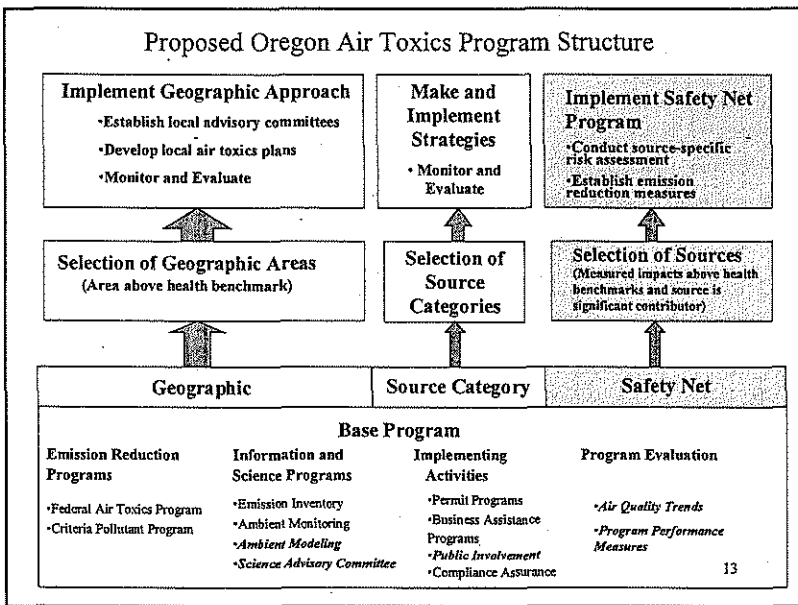 Proposed Oregon Air Toxics Program Structure
Implement Geographic Approach
•Establish local advisory committees
•Develop local air toxics plans
•Monitor and Evaluate
Make and
Implement
Strategies
• Monitor and
Evaluate
Implement Safety Net
Program
•Conduct source-specific
risk assessment
•Establish emission
reduction measures
Selection of Geographic Areas
(Area above health benchmark)
Selection of
Source
Categories
Selection of Sources
(Measured impacts above health
benchmarks and source is
significant contributor)
Geographic
Source Category
Safety Net
Base Program
Emission Reduction
Programs
•Federal Air Toxics Program
•Criteria Pollutant Program
Information and
Science Programs
•Emission Inventory
•Ambient Monitoring
•Ambient Modeling
•Science Advisory Committee
Implementing
Activities
•Permit Programs
•Business Assistance
Programs
•Public Involvement
•Compliance Assurance
Program Evaluation
•Air Quality Trends
•Program Performance
Measures
13